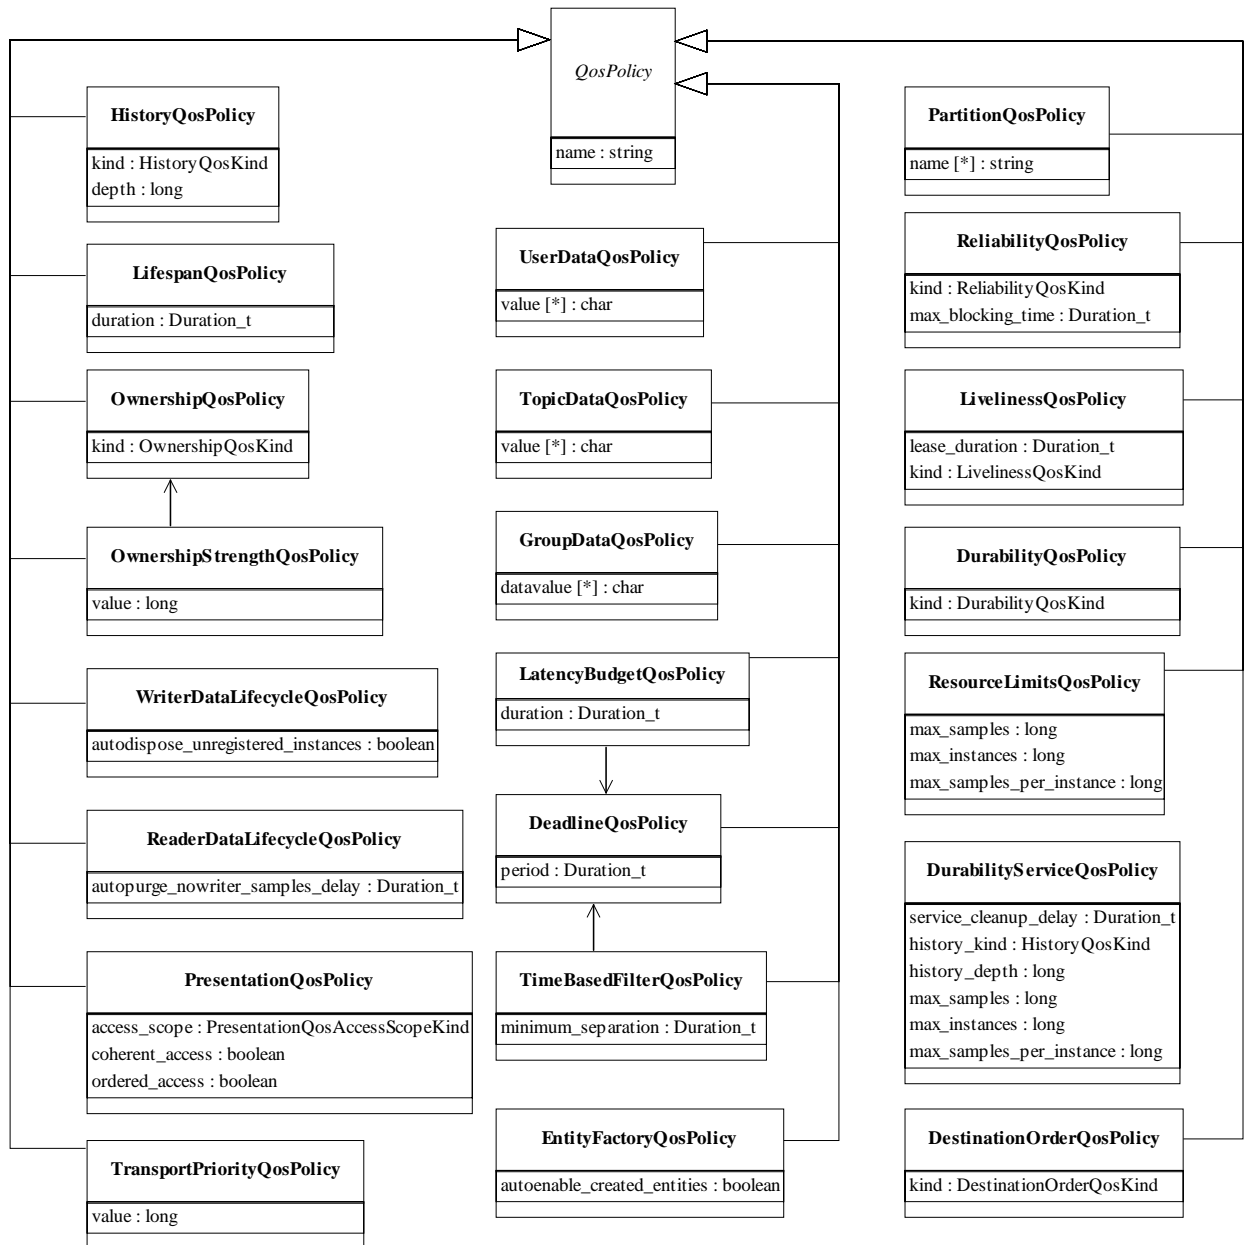 QosPolicy
name : string
HistoryQosPolicy
kind : HistoryQosKind
depth : long
LifespanQosPolicy
duration : Duration_t
OwnershipQosPolicy
kind : OwnershipQosKind
OwnershipStrengthQosPolicy
value : long
WriterDataLifecycleQosPolicy
autodispose_unregistered_instances : boolean
ReaderDataLifecycleQosPolicy
autopurge_nowriter_samples_delay : Duration_t
PresentationQosPolicy
access_scope : PresentationQosAccessScopeKind
coherent_access : boolean
ordered_access : boolean
TransportPriorityQosPolicy
value : long
UserDataQosPolicy
value [*] : char
TopicDataQosPolicy
value [*] : char
GroupDataQosPolicy
datavalue [*] : char
LatencyBudgetQosPolicy
duration : Duration_t
DeadlineQosPolicy
period : Duration_t
TimeBasedFilterQosPolicy
minimum_separation : Duration_t
EntityFactoryQosPolicy
autoenable_created_entities : boolean
PartitionQosPolicy
name [*] : string
ReliabilityQosPolicy
kind : ReliabilityQosKind
max_blocking_time : Duration_t
LivelinessQosPolicy
lease_duration : Duration_t
kind : LivelinessQosKind
DurabilityQosPolicy
kind : DurabilityQosKind
ResourceLimitsQosPolicy
max_samples : long
max_instances : long
max_samples_per_instance : long
DurabilityServiceQosPolicy
service_cleanup_delay : Duration_t
history_kind : HistoryQosKind
history_depth : long
max_samples : long
max_instances : long
max_samples_per_instance : long
DestinationOrderQosPolicy
kind : DestinationOrderQosKind